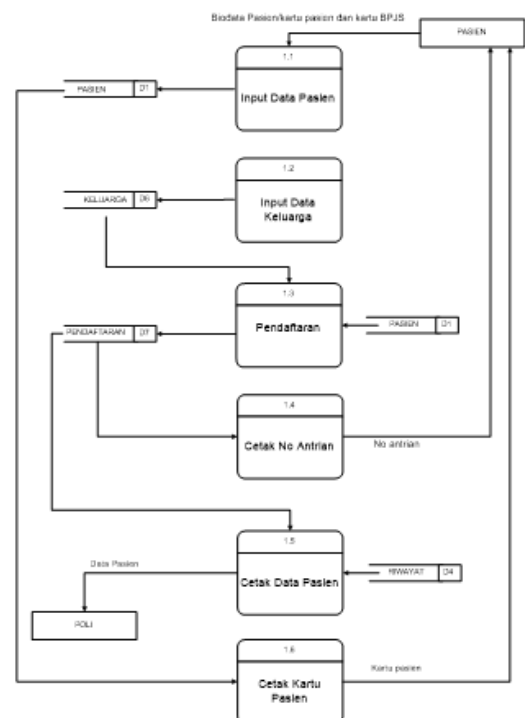 Biodata Pasien/kartu pasien dan kartu BPJS
PASIEN
1.1
Input Data Pasien
PASIEN D1
1.2
Input Data
Keluarga
KELUARGA D6
1.3
Pendaftaran
PASIEN D1
PENDAFTARAN D7
1.4
Cetak No Antrian
No antrian
1.5
Cetak Data Pasien
Data Pasien
RIWAYAT D4
POLI
1.6
Cetak Kartu
Pasien
Kartu pasien